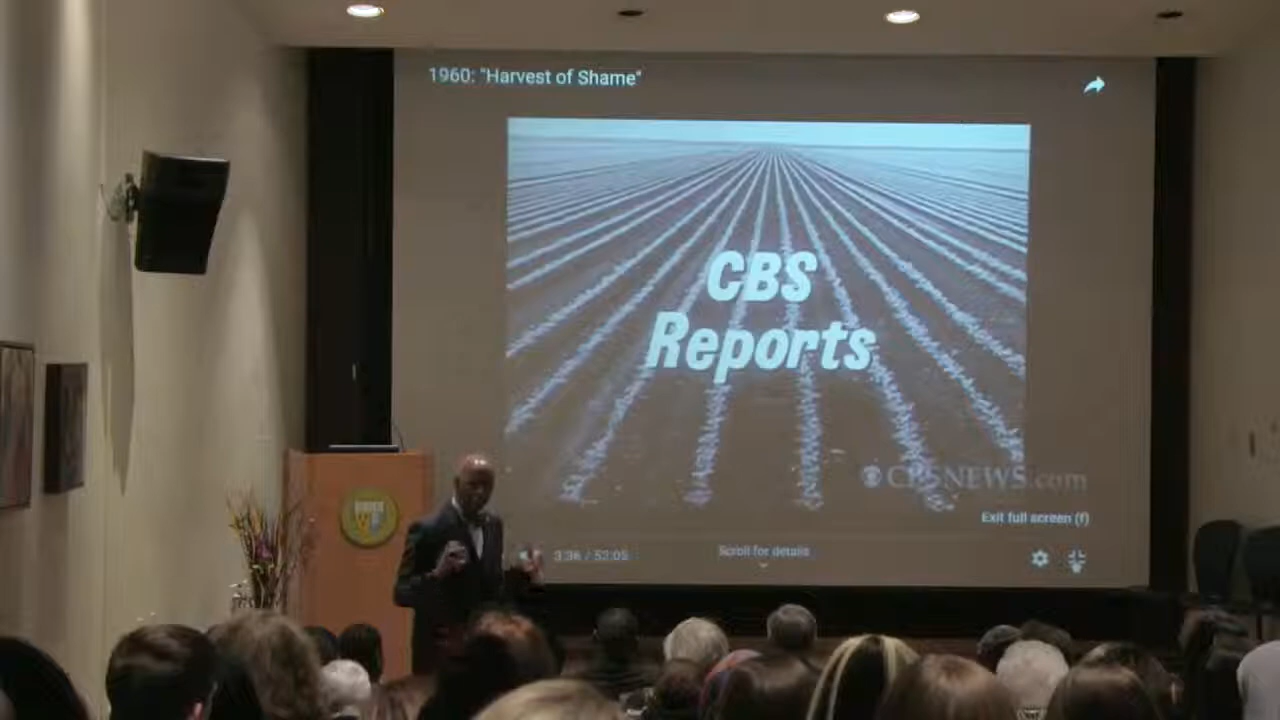 1960: "Harvest of Shame"
CBS
Reports
CBSNEWS.com
Exit full screen (f)
3:36 / 52:05
Scroll for details